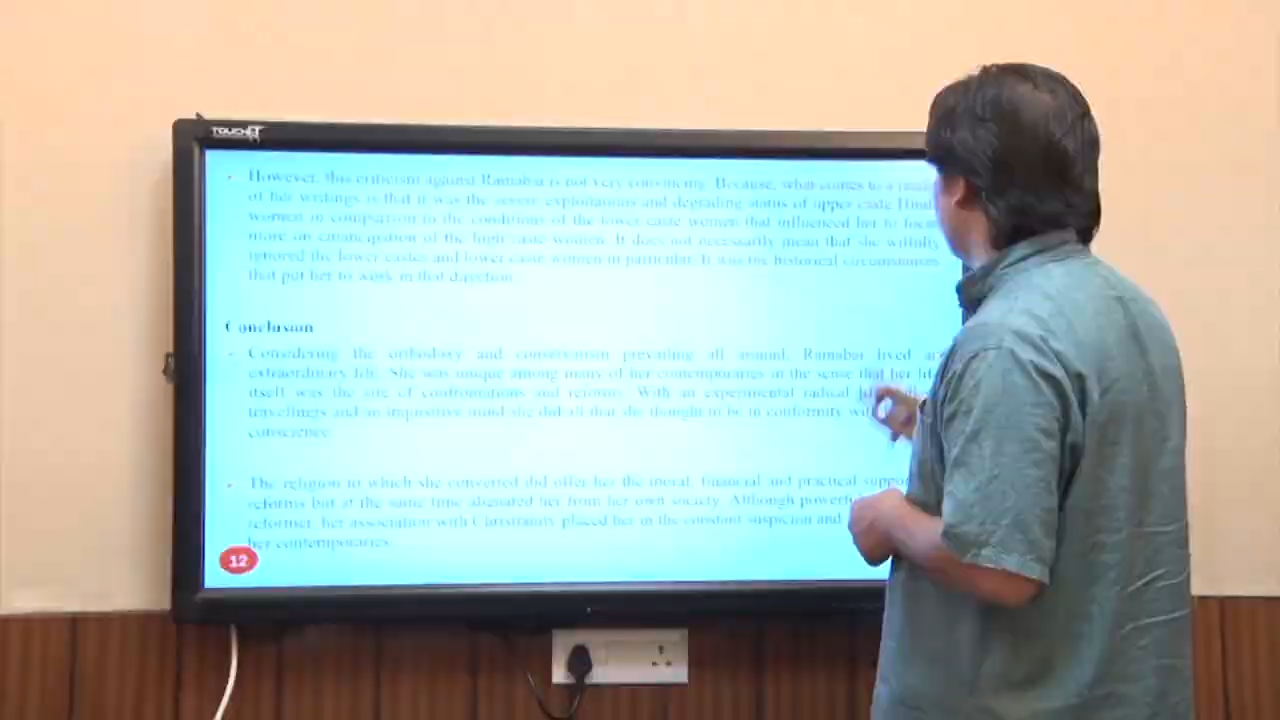 TOUCHIT
However, this criticism against Ramabai is not very convincing. Because, what comes to a
of her writings is that it was the severe exploitations and degrading status of upper caste Hindu
women in comparison to the conditions of the lower caste women that influenced her to focus
more on emancipation of the high caste women. It does not necessarily mean that she willfully
ignored the lower castes and lower caste women in particular. It was the historical circumstances
that put her to work in that direction.
Conclusion
Considering the orthodoxy and conservatism prevailing all around, Ramabai lived an
extraordinary life. She was unique among many of her contemporaries in the sense that her life
itself was the site of confrontations and reforms. With an experimental radical
and an inquisitive mind she did all that she thought to be in conformity with
conscience.
The religion to which she converted did offer her the moral, financial and practical support
reforms but at the same time alienated her from her own society. Although powerful
reformer, her association with Christianity placed her in the constant suspicion and
her contemporaries.
12